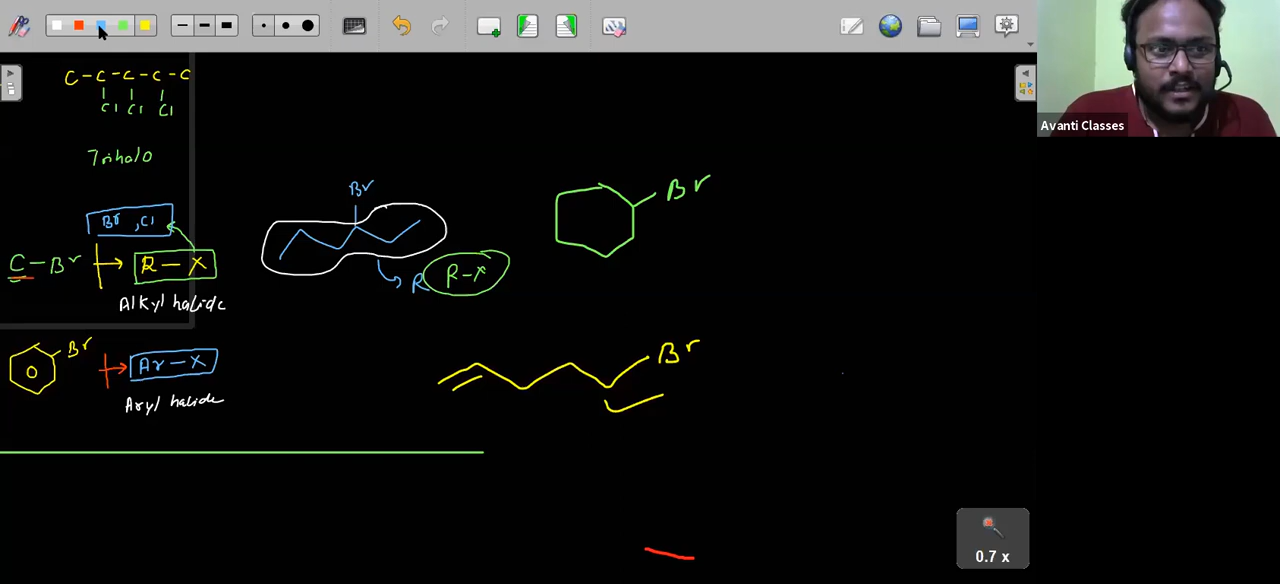 C-C-C-C-C
Cl Cl Cl
Trihalo
Br
Br
Br , Cl
C-Br
R-X
R
R-X
Alkyl halide
Br
Br
Ar-X
Aryl halide
Avanti Classes
0.7 x